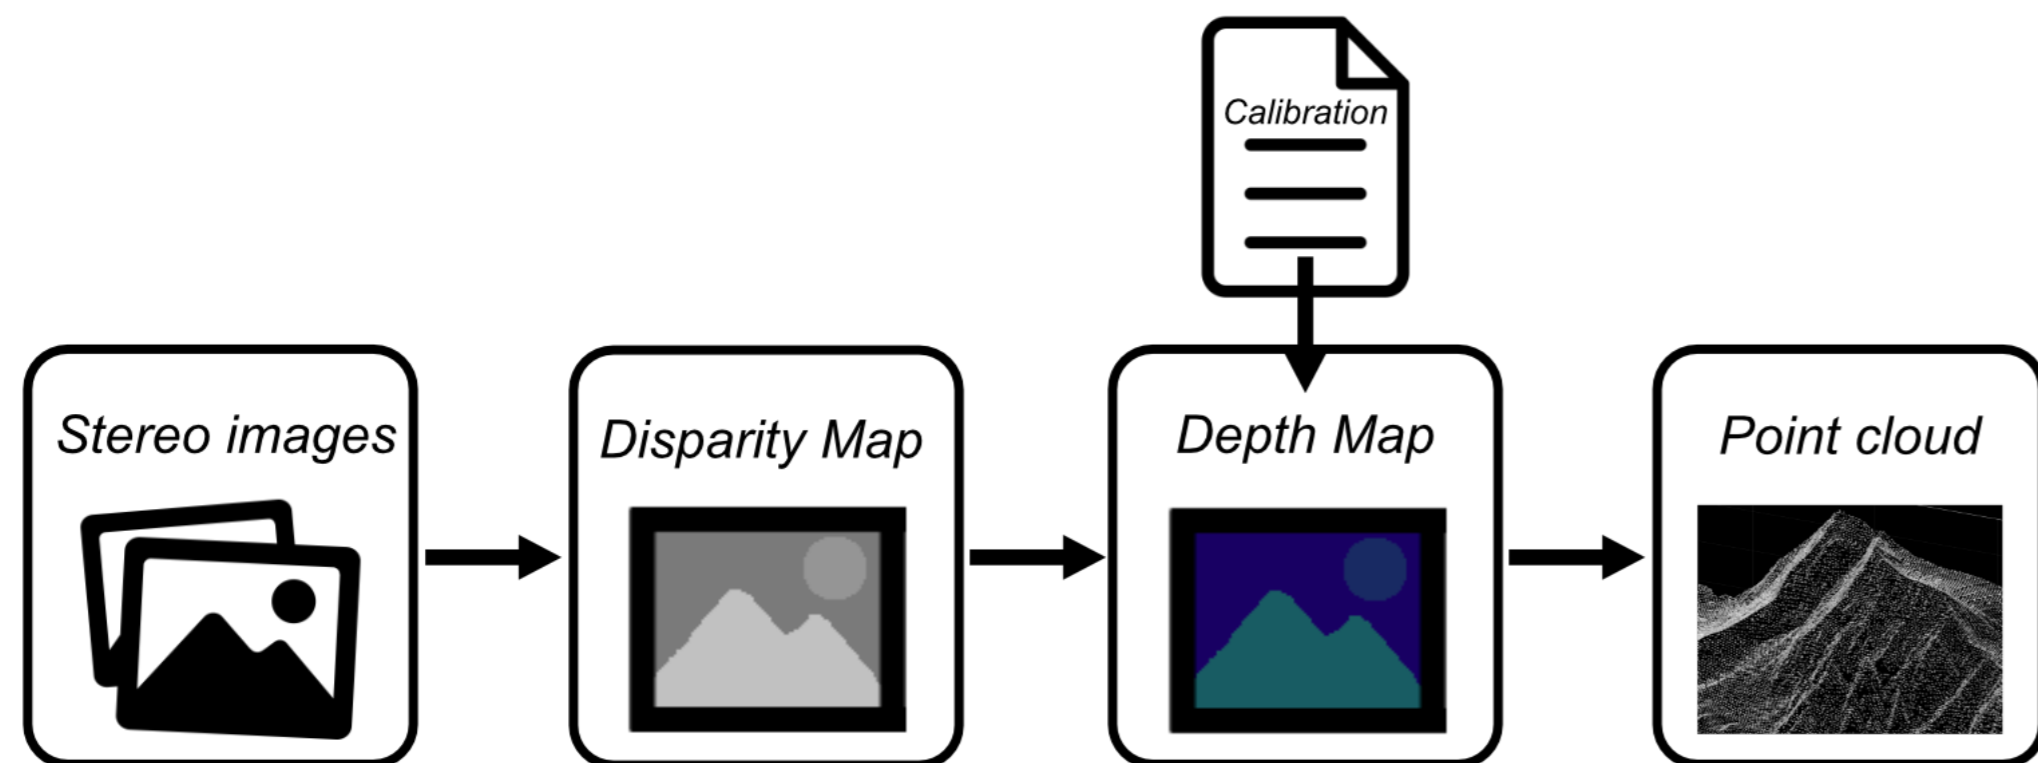 Calibration
Stereo images
Disparity Map
Depth Map
Point cloud